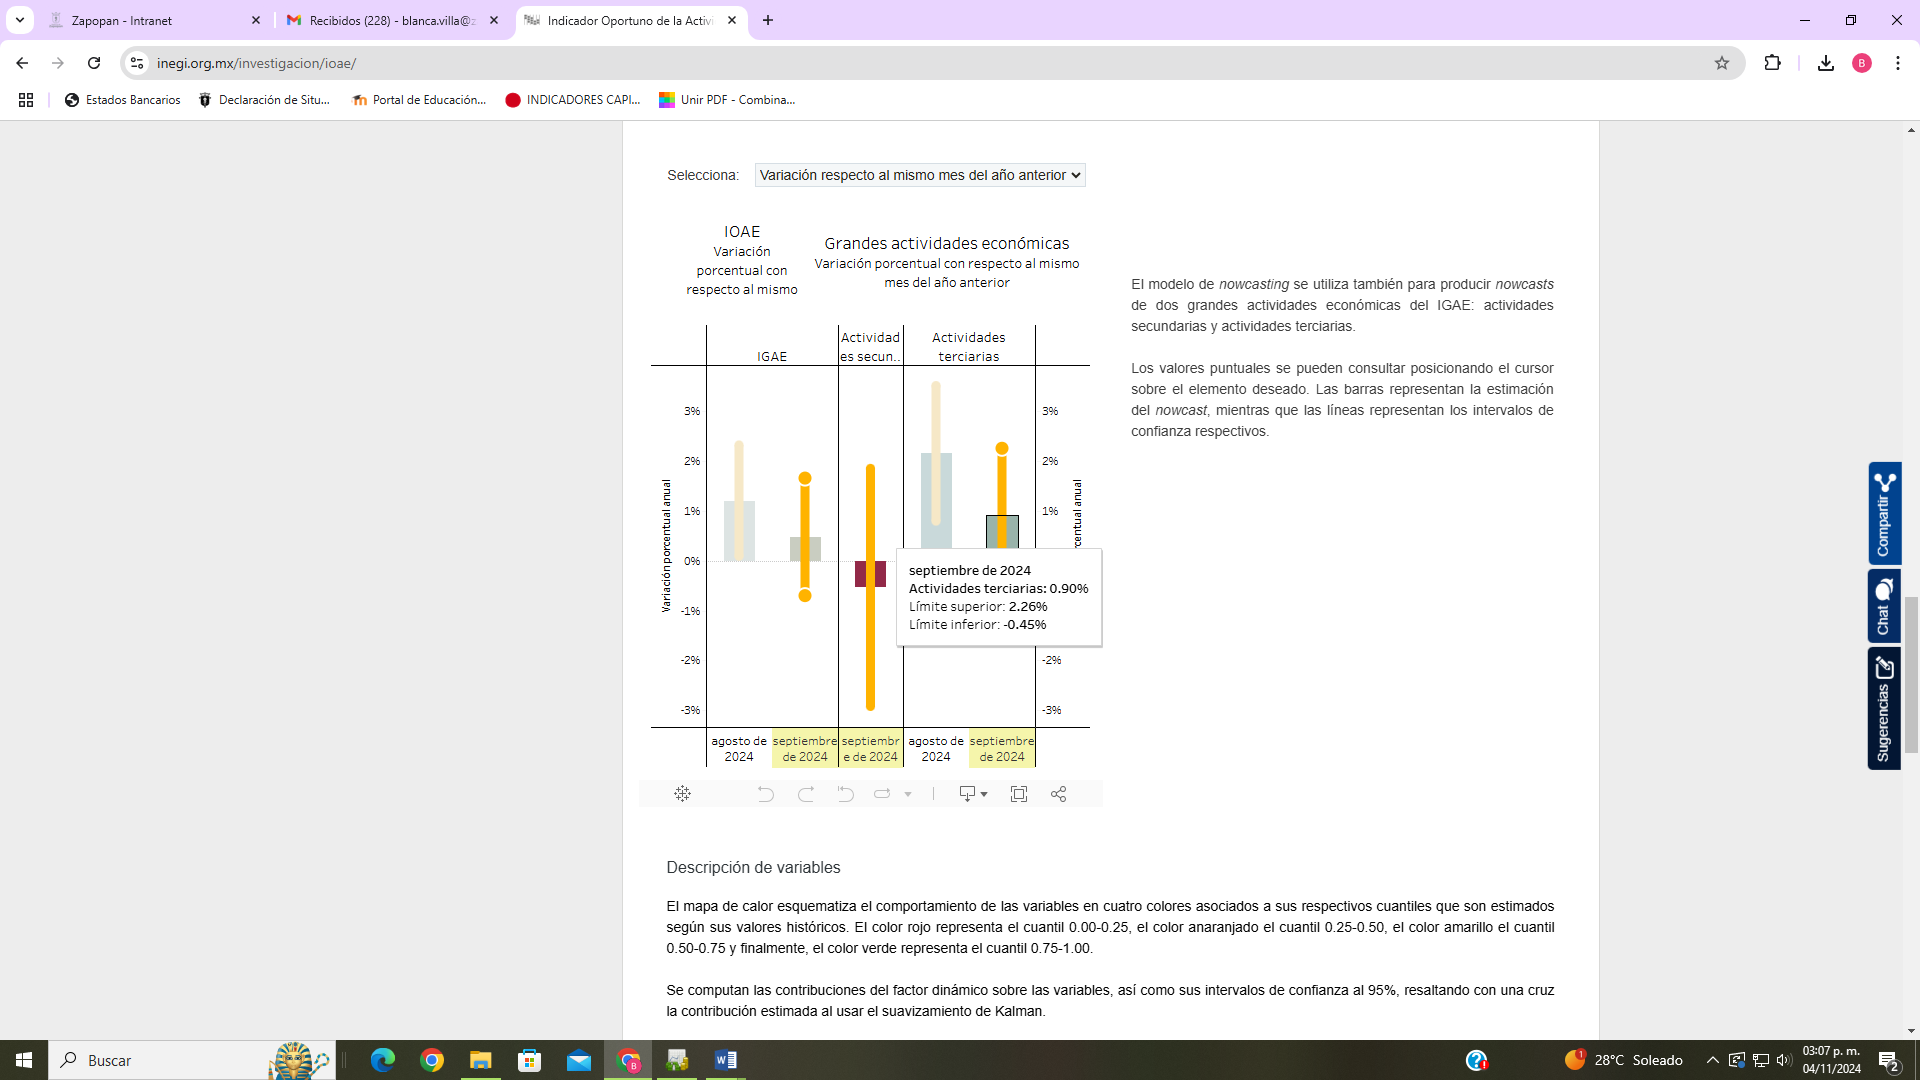 Zapopan - Intranet
Recibidos (228) - blanca.villa@z
Indicador Oportuno de la Activi
inegi.org.mx/investigacion/ioae/
B
Estados Bancarios
Declaración de Situ...
Portal de Educación...
INDICADORES CAPI...
Unir PDF - Combina...
Selecciona:
Variación respecto al mismo mes del año anterior
IOAE
Variación
porcentual con
respecto al mismo
Grandes actividades económicas
Variación porcentual con respecto al mismo
mes del año anterior
IGAE
Actividad
es secun..
Actividades
terciarias
Variación porcentual anual
3%
2%
1%
0%
-1%
-2%
-3%
3%
2%
1%
-2%
-3%
rcentual anual
septiembre de 2024
Actividades terciarias: 0.90%
Límite superior: 2.26%
Límite inferior: -0.45%
agosto de
2024
septiembre
de 2024
septiembr
e de 2024
agosto de
2024
septiembre
de 2024
El modelo de nowcasting se utiliza también para producir nowcasts
de dos grandes actividades económicas del IGAE: actividades
secundarias y actividades terciarias.
Los valores puntuales se pueden consultar posicionando el cursor
sobre el elemento deseado. Las barras representan la estimación
del nowcast, mientras que las líneas representan los intervalos de
confianza respectivos.
Compartir
Chat
Sugerencias
Descripción de variables
El mapa de calor esquematiza el comportamiento de las variables en cuatro colores asociados a sus respectivos cuantiles que son estimados
según sus valores históricos. El color rojo representa el cuantil 0.00-0.25, el color anaranjado el cuantil 0.25-0.50, el color amarillo el cuantil
0.50-0.75 y finalmente, el color verde representa el cuantil 0.75-1.00.
Se computan las contribuciones del factor dinámico sobre las variables, así como sus intervalos de confianza al 95%, resaltando con una cruz
la contribución estimada al usar el suavizamiento de Kalman.
Buscar
B
1
28°C Soleado
03:07 p. m.
04/11/2024
2